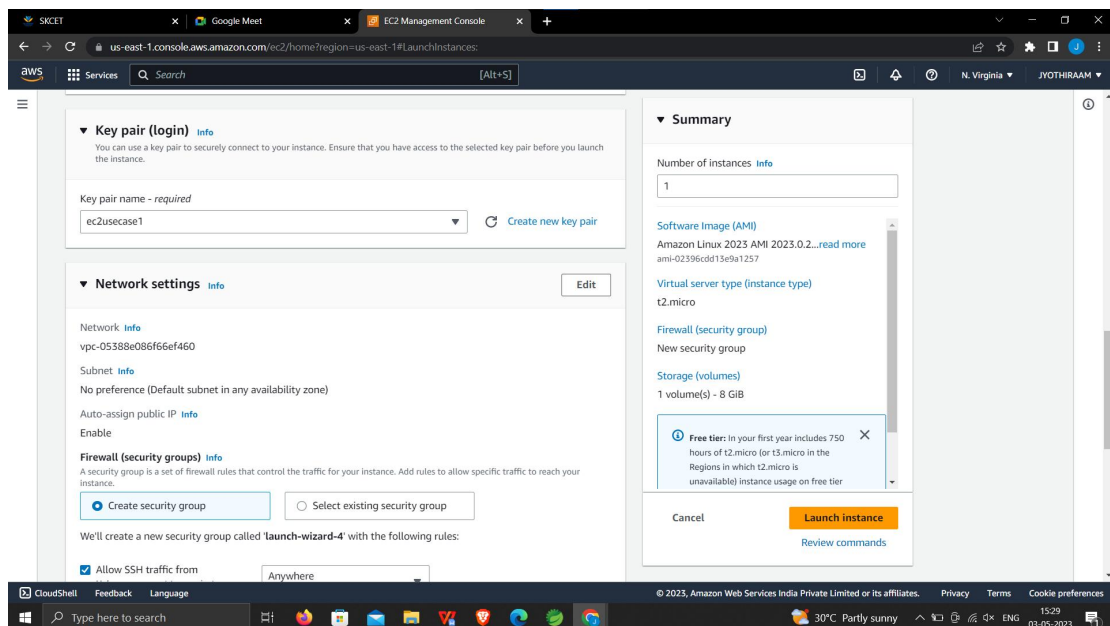 SKCET
Google Meet
EC2 Management Console
us-east-1.console.aws.amazon.com/ec2/home?region=us-east-1#LaunchInstances:
J
aws
Services
Search
[Alt+S]
N. Virginia
JYOTHIRAAM
Key pair (login) Info
You can use a key pair to securely connect to your instance. Ensure that you have access to the selected key pair before you launch
the instance.
Key pair name - required
ec2usecase1
Create new key pair
Network settings Info
Edit
Network Info
vpc-05388e086f66ef460
Subnet Info
No preference (Default subnet in any availability zone)
Auto-assign public IP Info
Enable
Firewall (security groups) Info
A security group is a set of firewall rules that control the traffic for your instance. Add rules to allow specific traffic to reach your
instance.
Create security group
Select existing security group
We'll create a new security group called 'launch-wizard-4' with the following rules:
Allow SSH traffic from
Anywhere
Summary
Number of instances Info
1
Software Image (AMI)
Amazon Linux 2023 AMI 2023.0.2...read more
ami-02396cdd13e9a1257
Virtual server type (instance type)
t2.micro
Firewall (security group)
New security group
Storage (volumes)
1 volume(s) - 8 GiB
Free tier: In your first year includes 750
hours of t2.micro (or t3.micro in the
Regions in which t2.micro is
unavailable) instance usage on free tier
Cancel
Launch instance
Review commands
CloudShell
Feedback
Language
© 2023, Amazon Web Services India Private Limited or its affiliates.
Privacy
Terms
Cookie preferences
Type here to search
30°C Partly sunny
ENG
15:29
03-05-2023